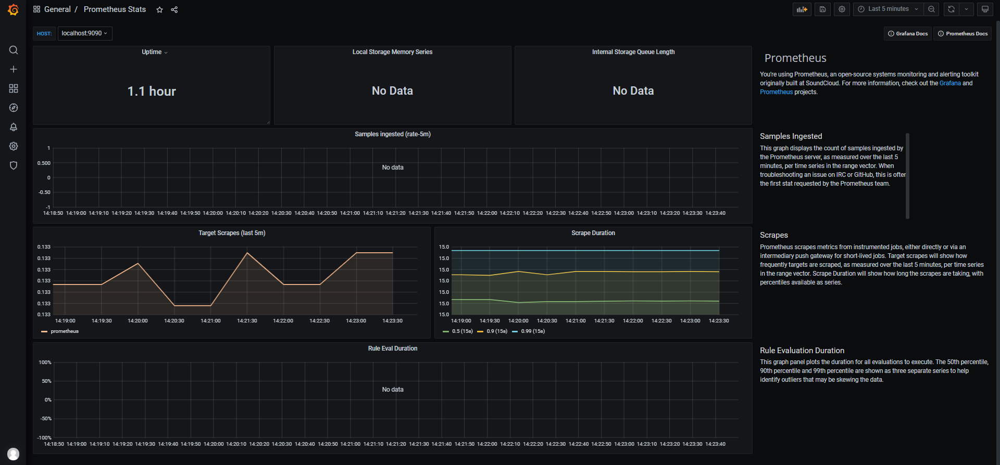 General / Prometheus Stats
Last 5 minutes
HOST: localhost:9090
Grafana Docs
Prometheus Docs
Uptime
1.1 hour
Local Storage Memory Series
No Data
Internal Storage Queue Length
No Data
Prometheus
You're using Prometheus, an open-source systems monitoring and alerting toolkit
originally built at SoundCloud. For more information, check out the Grafana and
Prometheus projects.
Samples ingested (rate-5m)
1
0.500
0
-0.50
-1
No data
14:18:50 14:19:00 14:19:10 14:19:20 14:19:30 14:19:40 14:19:50 14:20:00 14:20:10 14:20:20 14:20:30 14:20:40 14:20:50 14:21:00 14:21:10 14:21:20 14:21:30 14:21:40 14:21:50 14:22:00 14:22:10 14:22:20 14:22:30 14:22:40 14:22:50 14:23:00 14:23:10 14:23:20 14:23:30 14:23:40
Samples Ingested
This graph displays the count of samples ingested by
the Prometheus server, as measured over the last 5
minutes, per time series in the range vector. When
troubleshooting an issue on IRC or GitHub, this is often
the first stat requested by the Prometheus team.
Target Scrapes (last 5m)
0.133
0.133
0.133
0.133
0.133
0.133
0.133
14:19:00 14:19:30 14:20:00 14:20:30 14:21:00 14:21:30 14:22:00 14:22:30 14:23:00 14:23:30
prometheus
Scrape Duration
15.0
15.0
15.0
15.0
15.0
15.0
15.0
14:19:00 14:19:30 14:20:00 14:20:30 14:21:00 14:21:30 14:22:00 14:22:30 14:23:00 14:23:30
0.5 (15s) 0.9 (15s) 0.99 (15s)
Scrapes
Prometheus scrapes metrics from instrumented jobs, either directly or via an
intermediary push gateway for short-lived jobs. Target scrapes will show how
frequently targets are scraped, as measured over the last 5 minutes, per time series
in the range vector. Scrape Duration will show how long the scrapes are taking, with
percentiles available as series.
Rule Eval Duration
100%
50%
0%
-50%
-100%
No data
14:18:50 14:19:00 14:19:10 14:19:20 14:19:30 14:19:40 14:19:50 14:20:00 14:20:10 14:20:20 14:20:30 14:20:40 14:20:50 14:21:00 14:21:10 14:21:20 14:21:30 14:21:40 14:21:50 14:22:00 14:22:10 14:22:20 14:22:30 14:22:40 14:22:50 14:23:00 14:23:10 14:23:20 14:23:30 14:23:40
Rule Evaluation Duration
This graph panel plots the duration for all evaluations to execute. The 50th percentile,
90th percentile and 99th percentile are shown as three separate series to help
identify outliers that may be skewing the data.